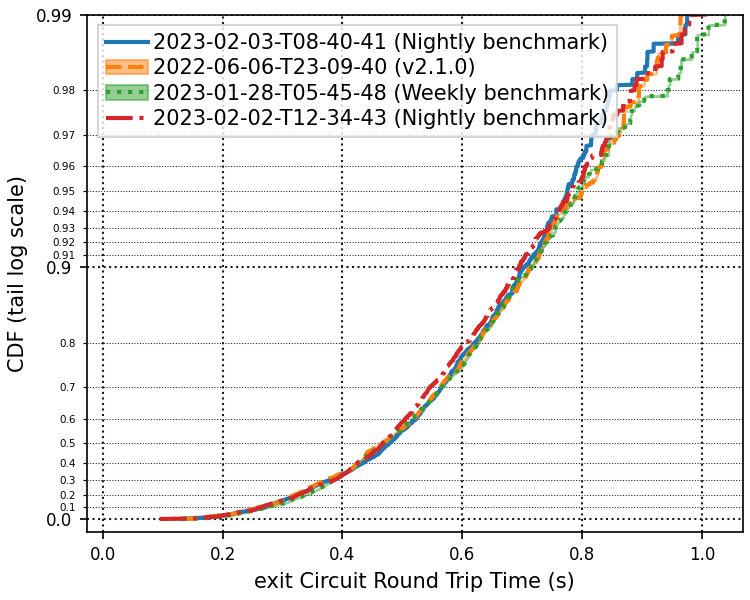 0.99
2023-02-03-T08-40-41 (Nightly benchmark)
2022-06-06-T23-09-40 (v2.1.0)
2023-01-28-T05-45-48 (Weekly benchmark)
2023-02-02-T12-34-43 (Nightly benchmark)
0.98
0.97
0.96
0.95
0.94
0.93
0.92
0.91
0.9
0.8
0.7
0.6
0.5
0.4
0.3
0.2
0.1
0.0
CDF (tail log scale)
0.0 0.2 0.4 0.6 0.8 1.0
exit Circuit Round Trip Time (s)